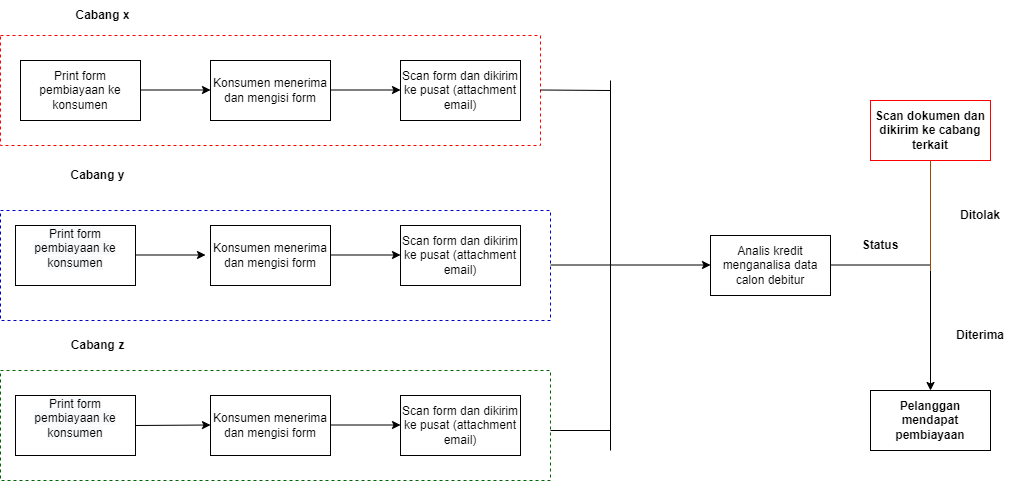 Cabang x
Print form
pembiayaan ke
konsumen
Konsumen menerima
dan mengisi form
Scan form dan dikirim
ke pusat (attachment
email)
Cabang y
Print form
pembiayaan ke
konsumen
Konsumen menerima
dan mengisi form
Scan form dan dikirim
ke pusat (attachment
email)
Cabang z
Print form
pembiayaan ke
konsumen
Konsumen menerima
dan mengisi form
Scan form dan dikirim
ke pusat (attachment
email)
Analis kredit
menganalisa data
calon debitur
Status
Scan dokumen dan
dikirim ke cabang
terkait
Ditolak
Diterima
Pelanggan
mendapat
pembiayaan